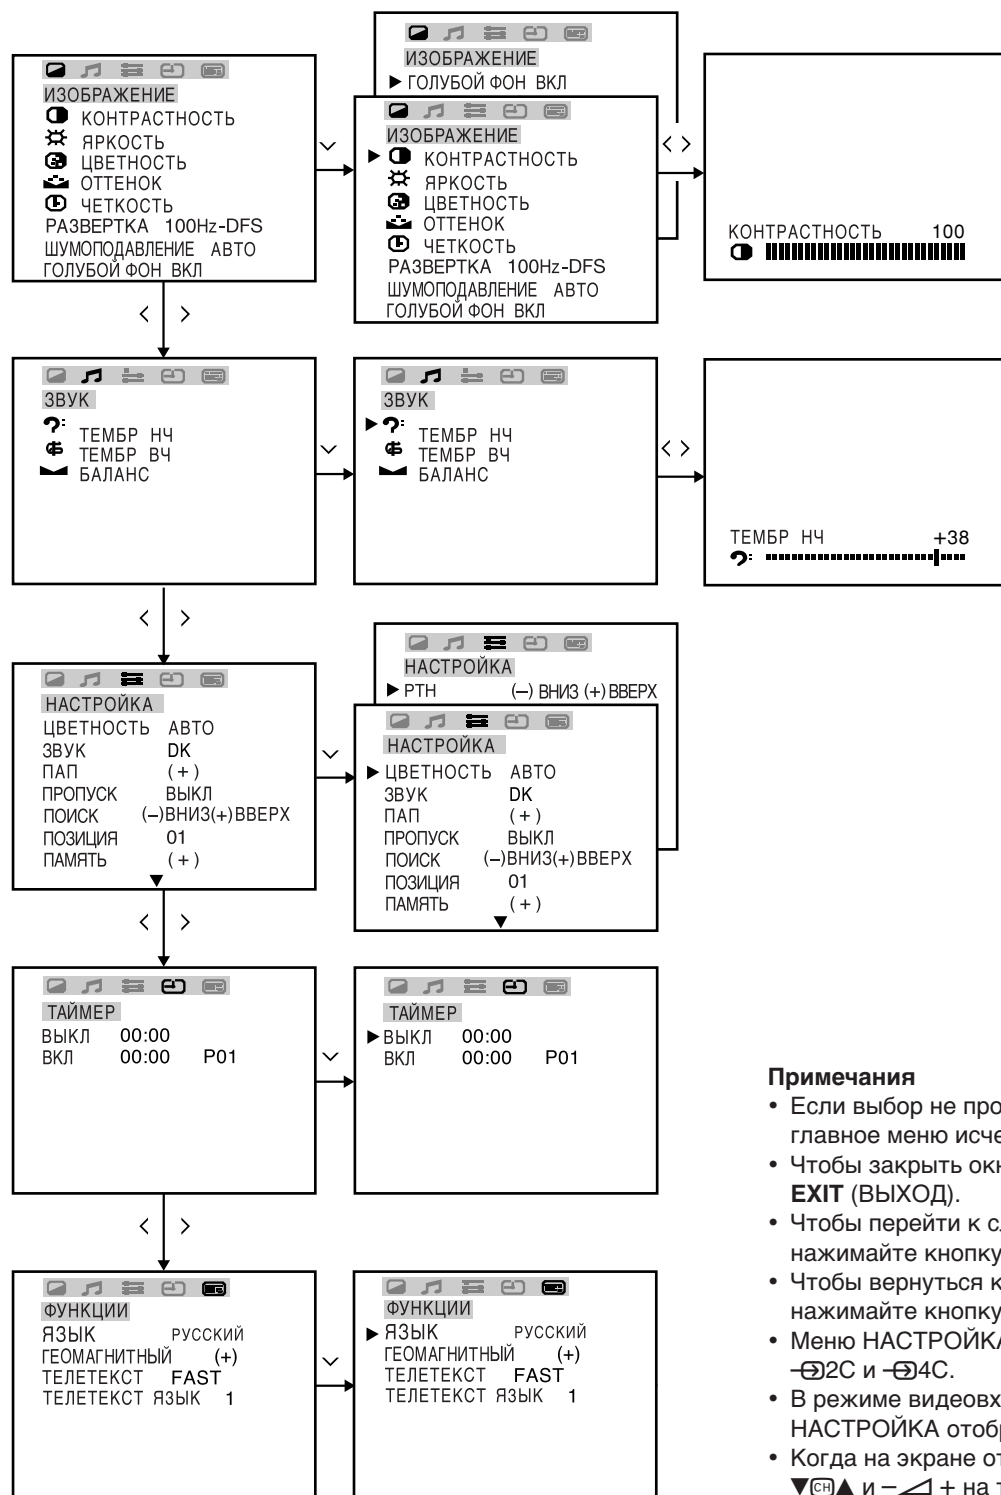 ИЗОБРАЖЕНИЕ
КОНТРАСТНОСТЬ
ЯРКОСТЬ
ЦВЕТНОСТЬ
ОТТЕНОК
ЧЕТКОСТЬ
РАЗВЕРТКА 100Hz-DFS
ШУМОПОДАВЛЕНИЕ АВТО
ГОЛУБОЙ ФОН ВКЛ
ИЗОБРАЖЕНИЕ
▶ ГОЛУБОЙ ФОН ВКЛ
ИЗОБРАЖЕНИЕ
▶ КОНТРАСТНОСТЬ
ЯРКОСТЬ
ЦВЕТНОСТЬ
ОТТЕНОК
ЧЕТКОСТЬ
РАЗВЕРТКА 100Hz-DFS
ШУМОПОДАВЛЕНИЕ АВТО
ГОЛУБОЙ ФОН ВКЛ
КОНТРАСТНОСТЬ 100
ЗВУК
ТЕМБР НЧ
ТЕМБР ВЧ
БАЛАНС
ЗВУК
▶ ТЕМБР НЧ
ТЕМБР ВЧ
БАЛАНС
ТЕМБР НЧ +38
НАСТРОЙКА
ЦВЕТНОСТЬ АВТО
ЗВУК DK
ПАП (+)
ПРОПУСК ВЫКЛ
ПОИСК (–)ВНИЗ(+)ВВЕРХ
ПОЗИЦИЯ 01
ПАМЯТЬ (+)
▼
НАСТРОЙКА
▶ РТН (–) ВНИЗ (+) ВВЕРХ
НАСТРОЙКА
▶ ЦВЕТНОСТЬ АВТО
ЗВУК DK
ПАП (+)
ПРОПУСК ВЫКЛ
ПОИСК (–)ВНИЗ(+)ВВЕРХ
ПОЗИЦИЯ 01
ПАМЯТЬ (+)
▼
ТАЙМЕР
ВЫКЛ 00:00
ВКЛ 00:00 P01
ТАЙМЕР
▶ ВЫКЛ 00:00
ВКЛ 00:00 P01
ФУНКЦИИ
ЯЗЫК РУССКИЙ
ГЕОМАГНИТНЫЙ (+)
ТЕЛЕТЕКСТ FAST
ТЕЛЕТЕКСТ ЯЗЫК 1
ФУНКЦИИ
▶ ЯЗЫК РУССКИЙ
ГЕОМАГНИТНЫЙ (+)
ТЕЛЕТЕКСТ FAST
ТЕЛЕТЕКСТ ЯЗЫК 1
Примечания
• Если выбор не
главное меню
• Чтобы закрыть
EXIT (ВЫХОД).
• Чтобы перейти к
нажимайте кнопку
• Чтобы вернуться к
нажимайте кнопку
• Меню НАСТРОЙКА
2C и 4C.
• В режиме
НАСТРОЙКА
• Когда на экране
▼CH▲ и – + на